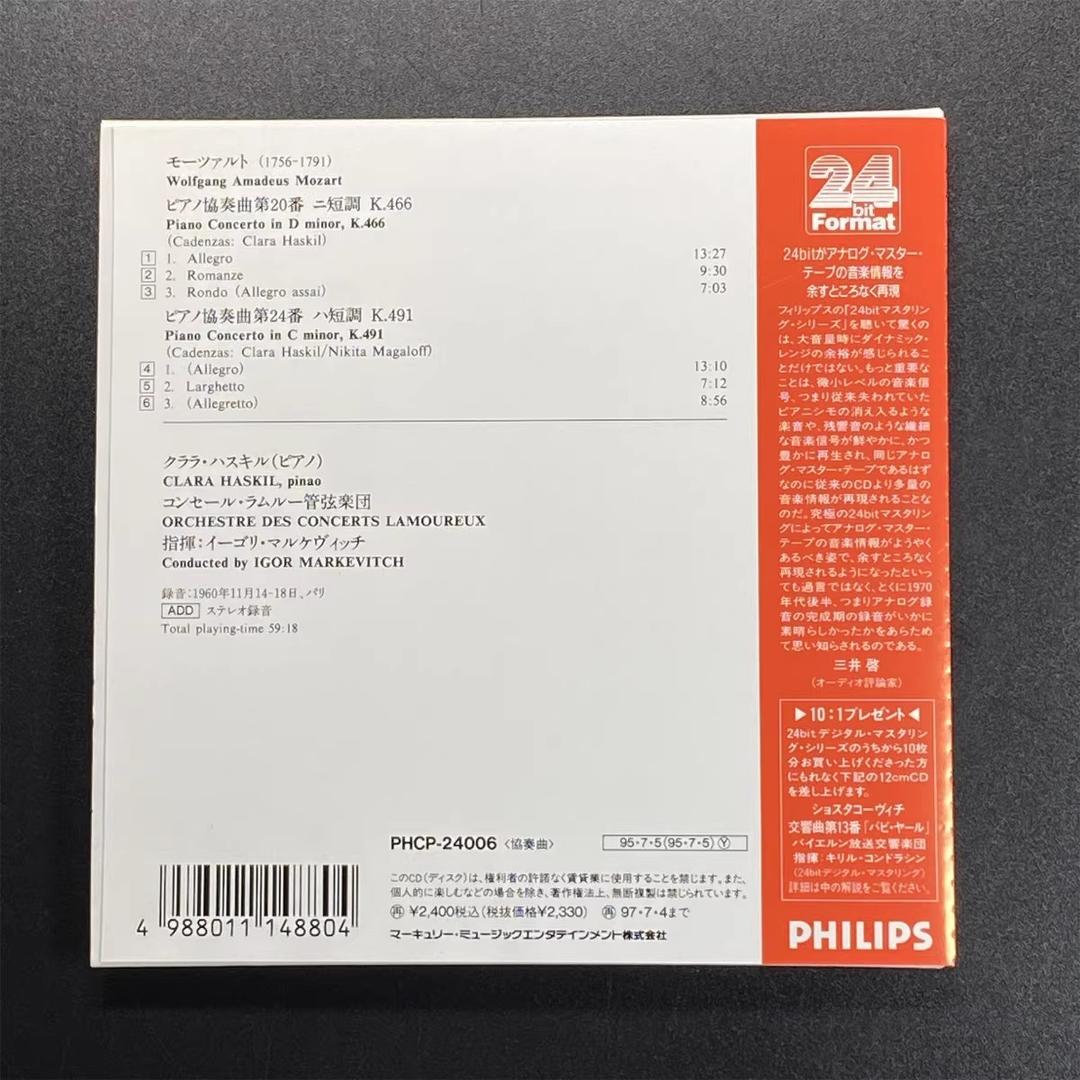 モーツァルト (1756-1791)
Wolfgang Amadeus Mozart
ピアノ協奏曲第20番 ニ短調 K.466
Piano Concerto in D minor, K.466
(Cadenzas: Clara Haskil)
1 1. Allegro 13:27
2 2. Romanze 9:30
3 3. Rondo (Allegro assai) 7:03
ピアノ協奏曲第24番 ハ短調 K.491
Piano Concerto in C minor, K.491
(Cadenzas: Clara Haskil/Nikita Magaloff)
4 1. (Allegro) 13:10
5 2. Larghetto 7:12
6 3. (Allegretto) 8:56
クララ・ハスキル(ピアノ)
CLARA HASKIL, pinao
コンセール・ラムルー管弦楽団
ORCHESTRE DES CONCERTS LAMOUREUX
指揮:イーゴリ・マルケヴィッチ
Conducted by IGOR MARKEVITCH
録音:1960年11月14-18日、パリ
ADD ステレオ録音
Total playing-time 59:18
PHCP-24006 〈協奏曲〉
95・7・5(95・7・5)Ⓨ
このCD(ディスク)は、権利者の許諾なく賃貸業に使用することを禁じます。また、
個人的に楽しむなどの場合を除き、著作権法上、無断複製は禁じられています。
再 ¥2,400税込(税抜価格¥2,330) 再 97・7・4まで
マーキュリー・ミュージックエンタテインメント株式会社
4 988011 148804
24
bit
Format
24bitがアナログ・マスター・
テープの音楽情報を
余すところなく再現
フィリップスの「24bitマスタリン
グ・シリーズ」を聴いて驚くの
は、大音量時にダイナミック・
レンジの余裕が感じられるこ
とだけではない。もっと重要な
ことは、微小レベルの音楽信
号、つまり従来失われていた
ピアニシモの消え入るような
楽音や、残響音のような繊細
な音楽信号が鮮やかに、かつ
豊かに再生され、同じアナロ
グ・マスター・テープであるはず
なのに従来のCDより多量の
音楽情報が再現されることな
のだ。究極の24bitマスタリン
グによってアナログ・マスター・
テープの音楽情報がようやく
あるべき姿で、余すところなく
再現されるようになったといっ
ても過言ではなく、とくに1970
年代後半、つまりアナログ録
音の完成期の録音がいかに
素晴らしかったかをあらためて
て思い知らされるのである。
三井 啓
(オーディオ評論家)
▶10:1プレゼント◀
24bitデジタル・マスタリン
グ・シリーズのうちから10枚
分お買い上げくださった方
にもれなく下記の12cmCD
を差し上げます。
ショスタコーヴィチ
交響曲第13番「バビ・ヤール」
バイエルン放送交響楽団
指揮:キリル・コンドラシン
(24bitデジタル・マスタリング)
詳細は中の解説をご覧ください。
PHILIPS